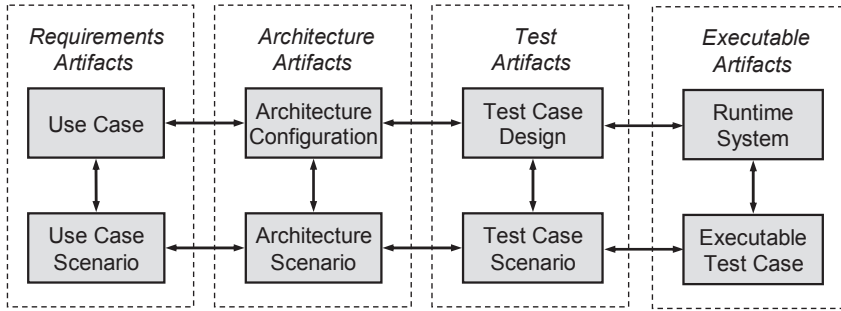 Requirements
Artifacts
Architecture
Artifacts
Test
Artifacts
Executable
Artifacts
Use Case
Architecture
Configuration
Test Case
Design
Runtime
System
Use Case
Scenario
Architecture
Scenario
Test Case
Scenario
Executable
Test Case